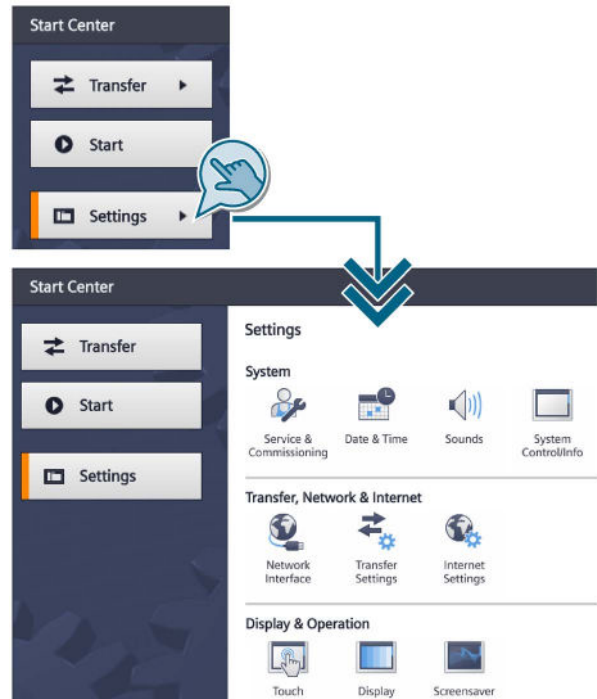 Start Center
Transfer
Start
Settings
Start Center
Transfer
Start
Settings
Settings
System
Service &
Commissioning
Date & Time
Sounds
System
Control/Info
Transfer, Network & Internet
Network
Interface
Transfer
Settings
Internet
Settings
Display & Operation
Touch
Display
Screensaver